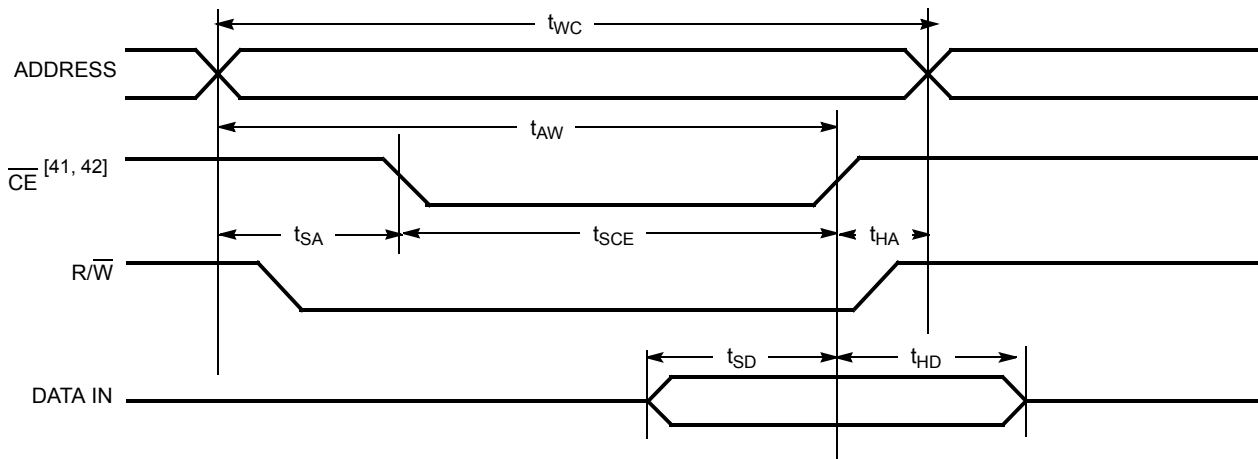 tWC
ADDRESS
tAW
CE [41, 42]
tSA
tSCE
tHA
R/W
tSD
tHD
DATA IN